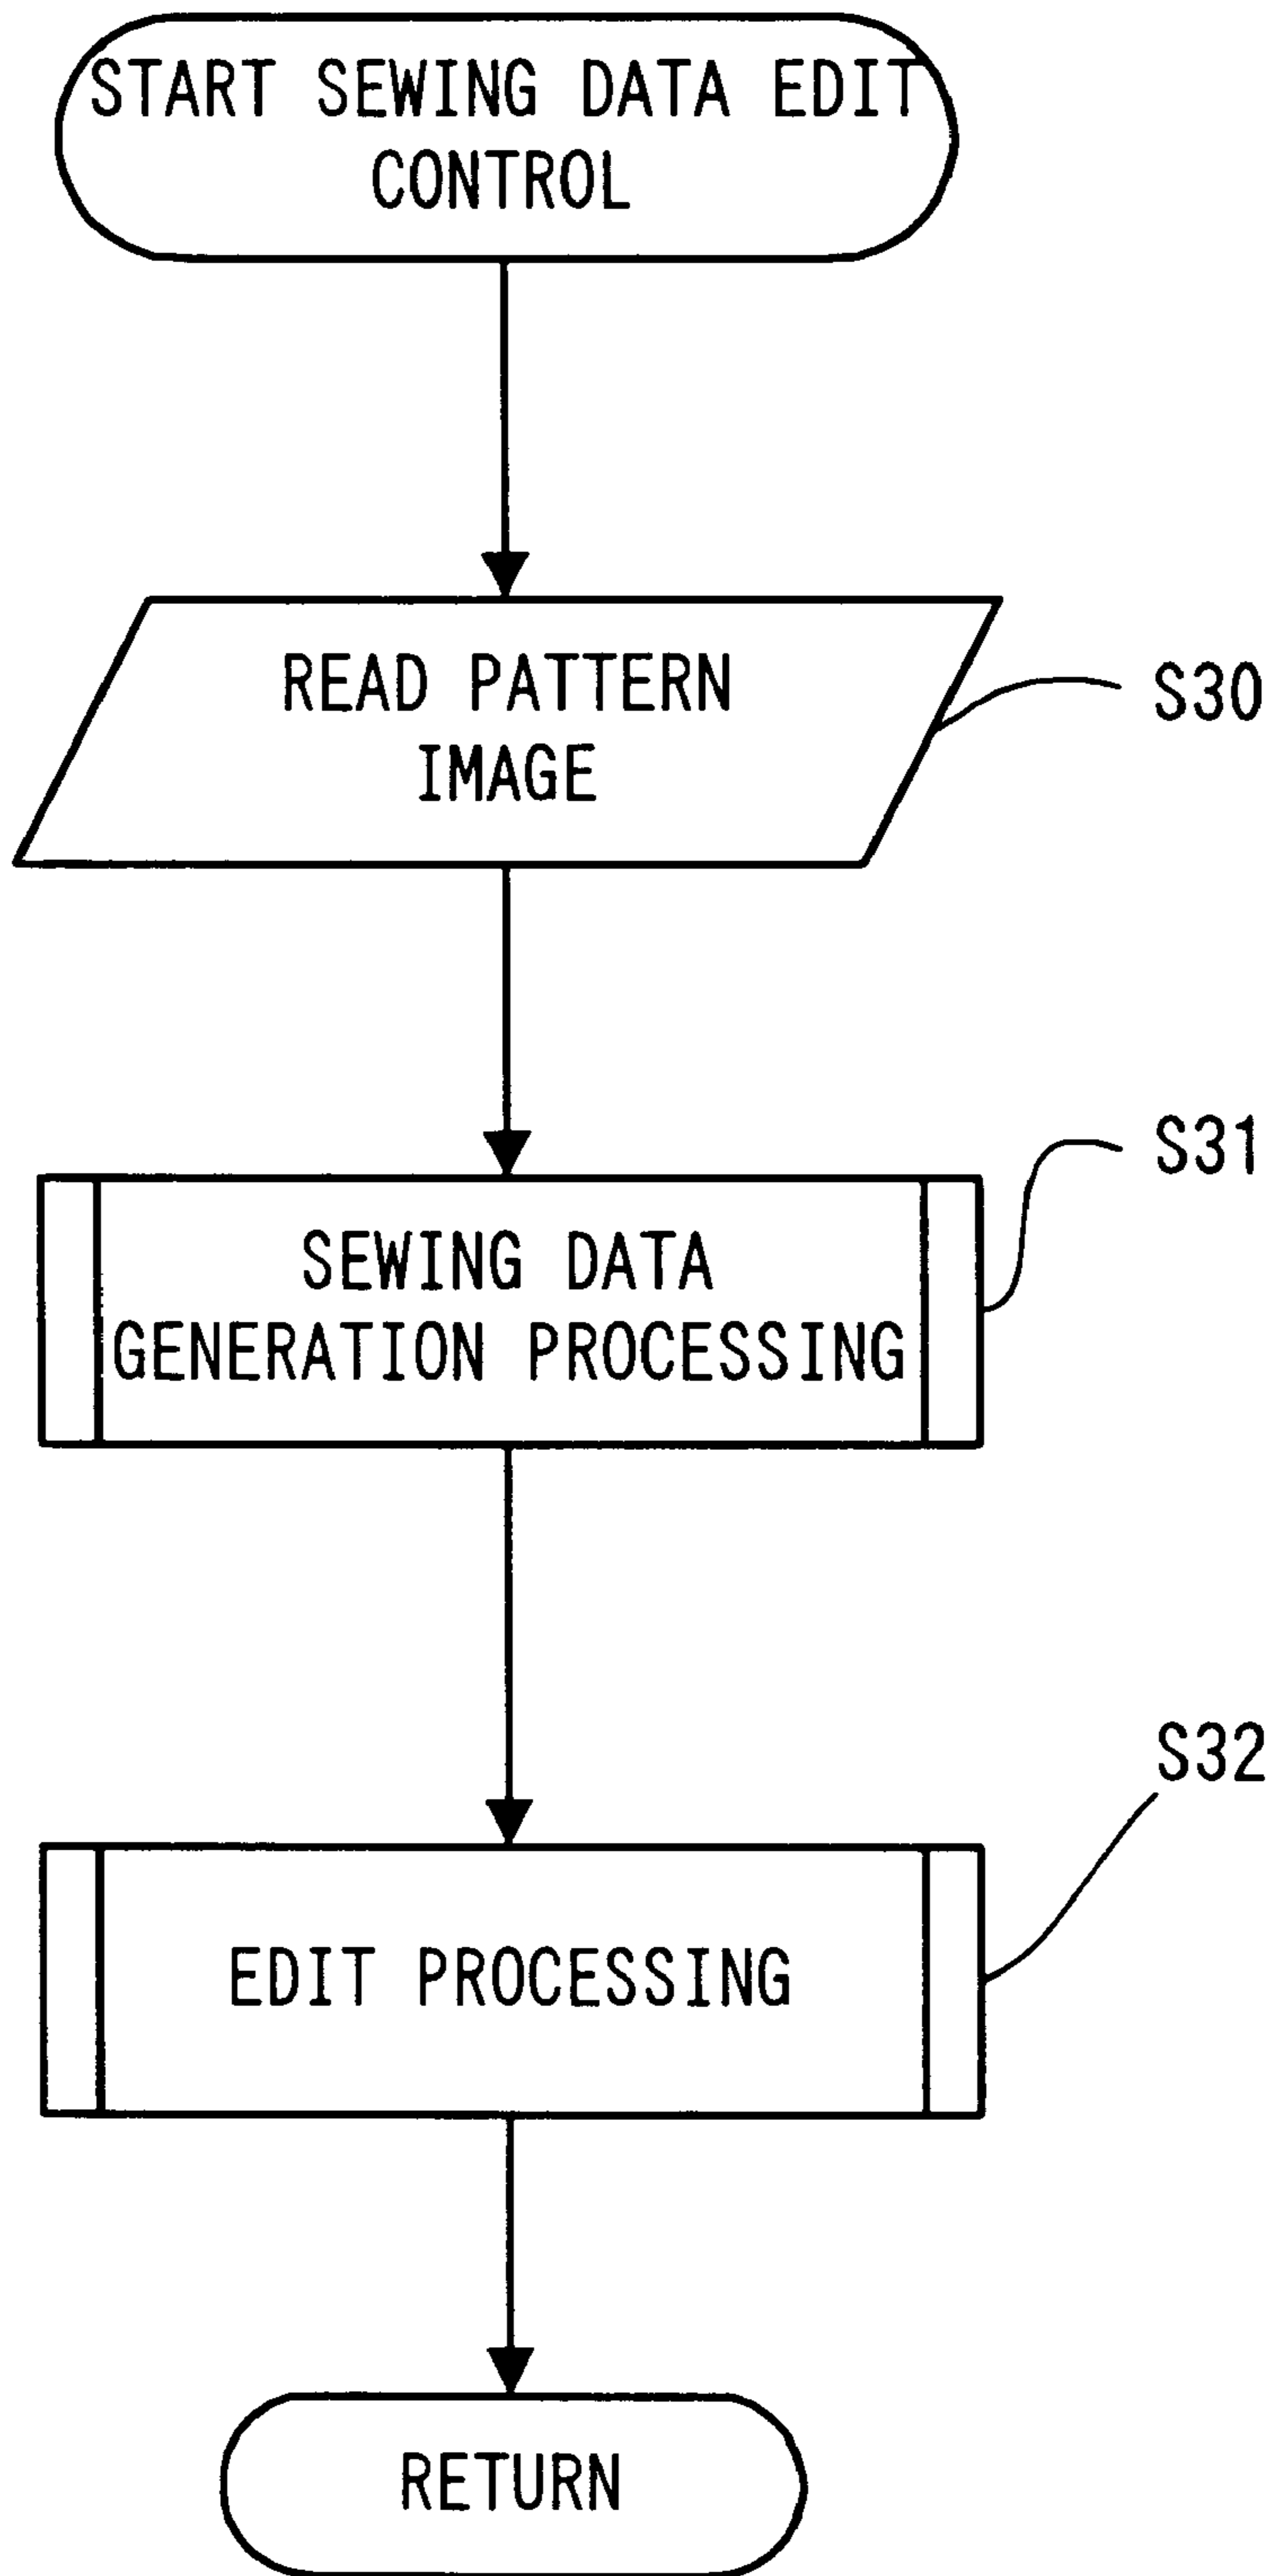 START SEWING DATA EDIT
CONTROL
READ PATTERN
IMAGE
S30
SEWING DATA
GENERATION PROCESSING
S31
EDIT PROCESSING
S32
RETURN